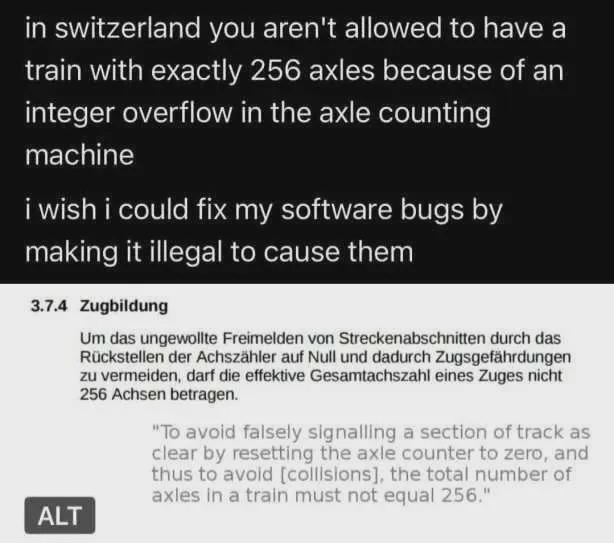 in switzerland you aren't allowed to have a
train with exactly 256 axles because of an
integer overflow in the axle counting
machine
i wish i could fix my software bugs by
making it illegal to cause them
3.7.4 Zugbildung
Um das ungewollte Freimelden von Streckenabschnitten durch das
Rückstellen der Achszähler auf Null und dadurch Zugsgefährdungen
zu vermeiden, darf die effektive Gesamtachszahl eines Zuges nicht
256 Achsen betragen.
"To avoid falsely signalling a section of track as
clear by resetting the axle counter to zero, and
thus to avoid [collisions], the total number of
axles in a train must not equal 256."
ALT